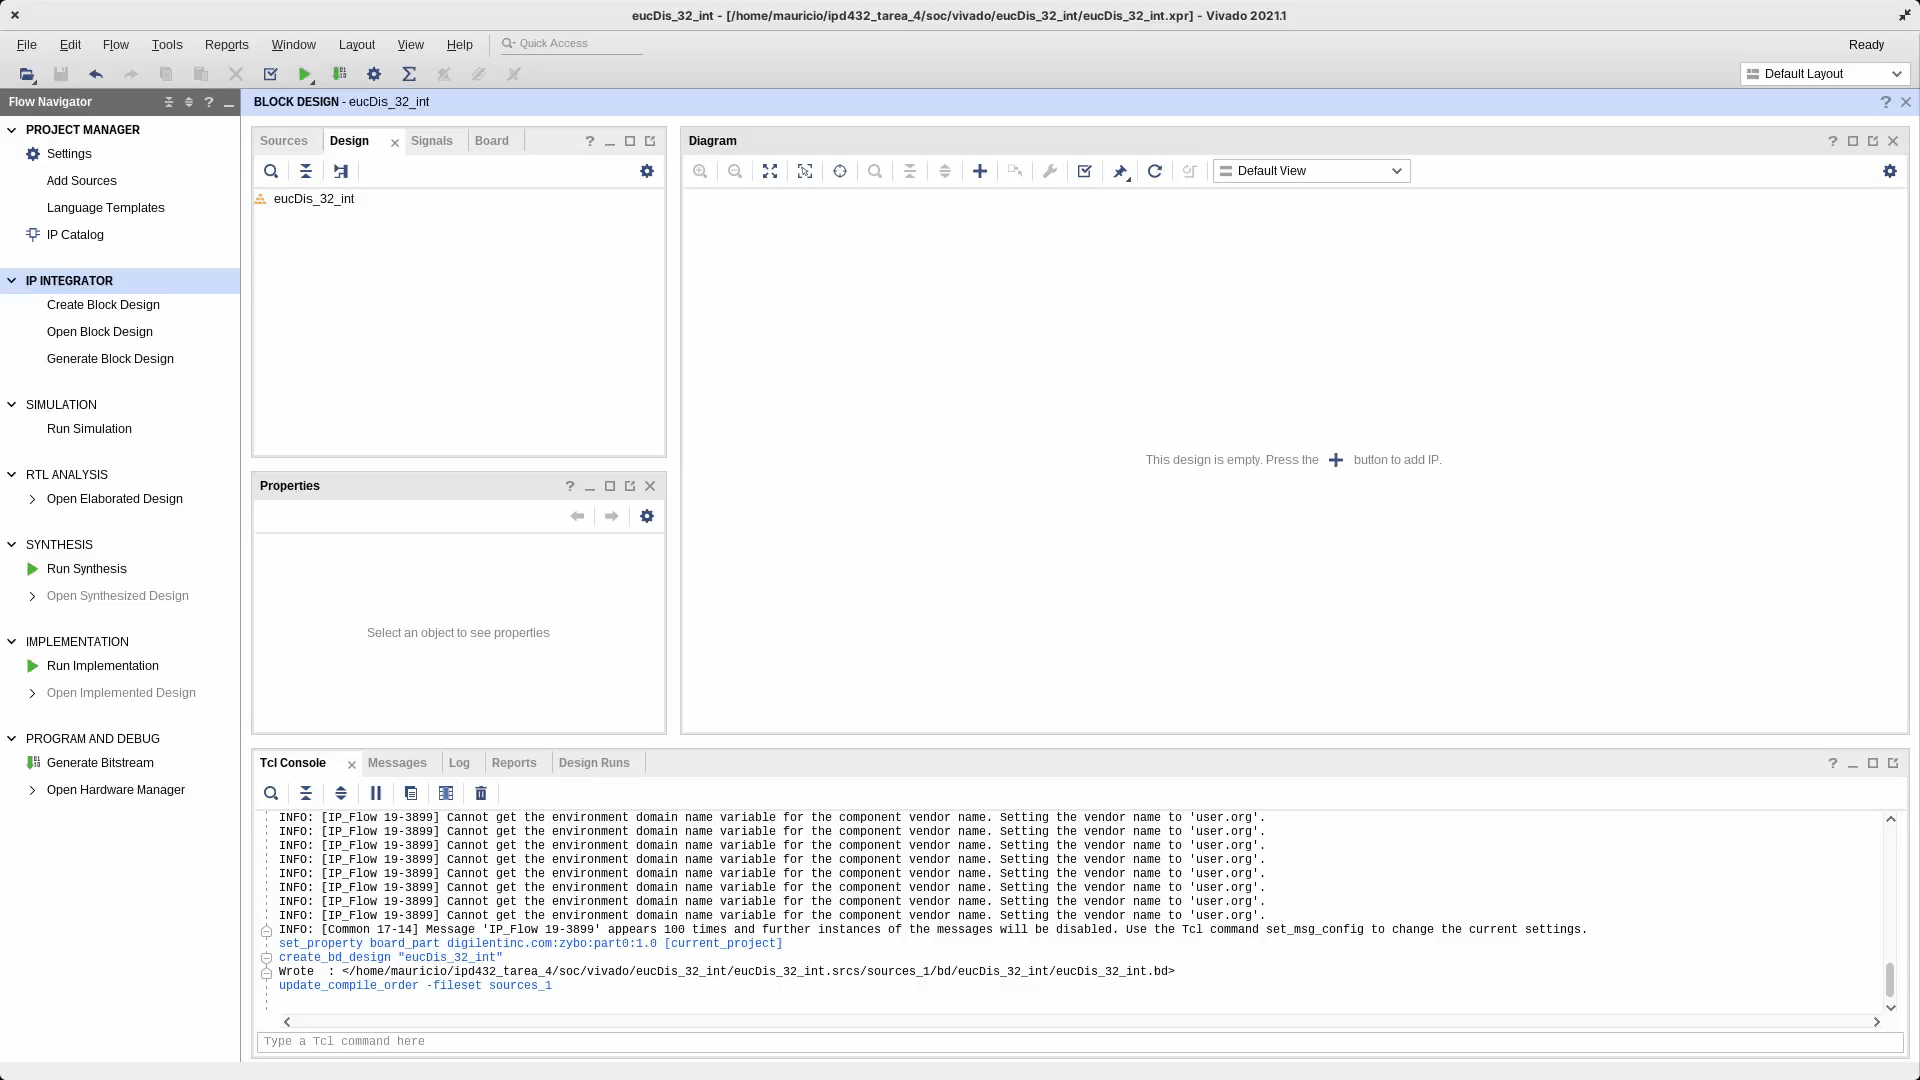 eucDis_32_int - [/home/mauricio/ipd432_tarea_4/soc/vivado/eucDis_32_int/eucDis_32_int.xpr] - Vivado 2021.1
File Edit Flow Tools Reports Window Layout View Help Quick Access Ready
Default Layout
Flow Navigator
PROJECT MANAGER
Settings
Add Sources
Language Templates
IP Catalog
IP INTEGRATOR
Create Block Design
Open Block Design
Generate Block Design
SIMULATION
Run Simulation
RTL ANALYSIS
Open Elaborated Design
SYNTHESIS
Run Synthesis
Open Synthesized Design
IMPLEMENTATION
Run Implementation
Open Implemented Design
PROGRAM AND DEBUG
Generate Bitstream
Open Hardware Manager
BLOCK DESIGN - eucDis_32_int
Sources Design Signals Board
eucDis_32_int
Properties
Select an object to see properties
Diagram
Default View
This design is empty. Press the + button to add IP.
Tcl Console Messages Log Reports Design Runs
INFO: [IP_Flow 19-3899] Cannot get the environment domain name variable for the component vendor name. Setting the vendor name to 'user.org'.
INFO: [IP_Flow 19-3899] Cannot get the environment domain name variable for the component vendor name. Setting the vendor name to 'user.org'.
INFO: [IP_Flow 19-3899] Cannot get the environment domain name variable for the component vendor name. Setting the vendor name to 'user.org'.
INFO: [IP_Flow 19-3899] Cannot get the environment domain name variable for the component vendor name. Setting the vendor name to 'user.org'.
INFO: [IP_Flow 19-3899] Cannot get the environment domain name variable for the component vendor name. Setting the vendor name to 'user.org'.
INFO: [IP_Flow 19-3899] Cannot get the environment domain name variable for the component vendor name. Setting the vendor name to 'user.org'.
INFO: [IP_Flow 19-3899] Cannot get the environment domain name variable for the component vendor name. Setting the vendor name to 'user.org'.
INFO: [IP_Flow 19-3899] Cannot get the environment domain name variable for the component vendor name. Setting the vendor name to 'user.org'.
INFO: [Common 17-14] Message 'IP_Flow 19-3899' appears 100 times and further instances of the messages will be disabled. Use the Tcl command set_msg_config to change the current settings.
set_property board_part digilentinc.com:zybo:part0:1.0 [current_project]
create_bd_design "eucDis_32_int"
Wrote  : </home/mauricio/ipd432_tarea_4/soc/vivado/eucDis_32_int/eucDis_32_int.srcs/sources_1/bd/eucDis_32_int/eucDis_32_int.bd>
update_compile_order -fileset sources_1
Type a Tcl command here